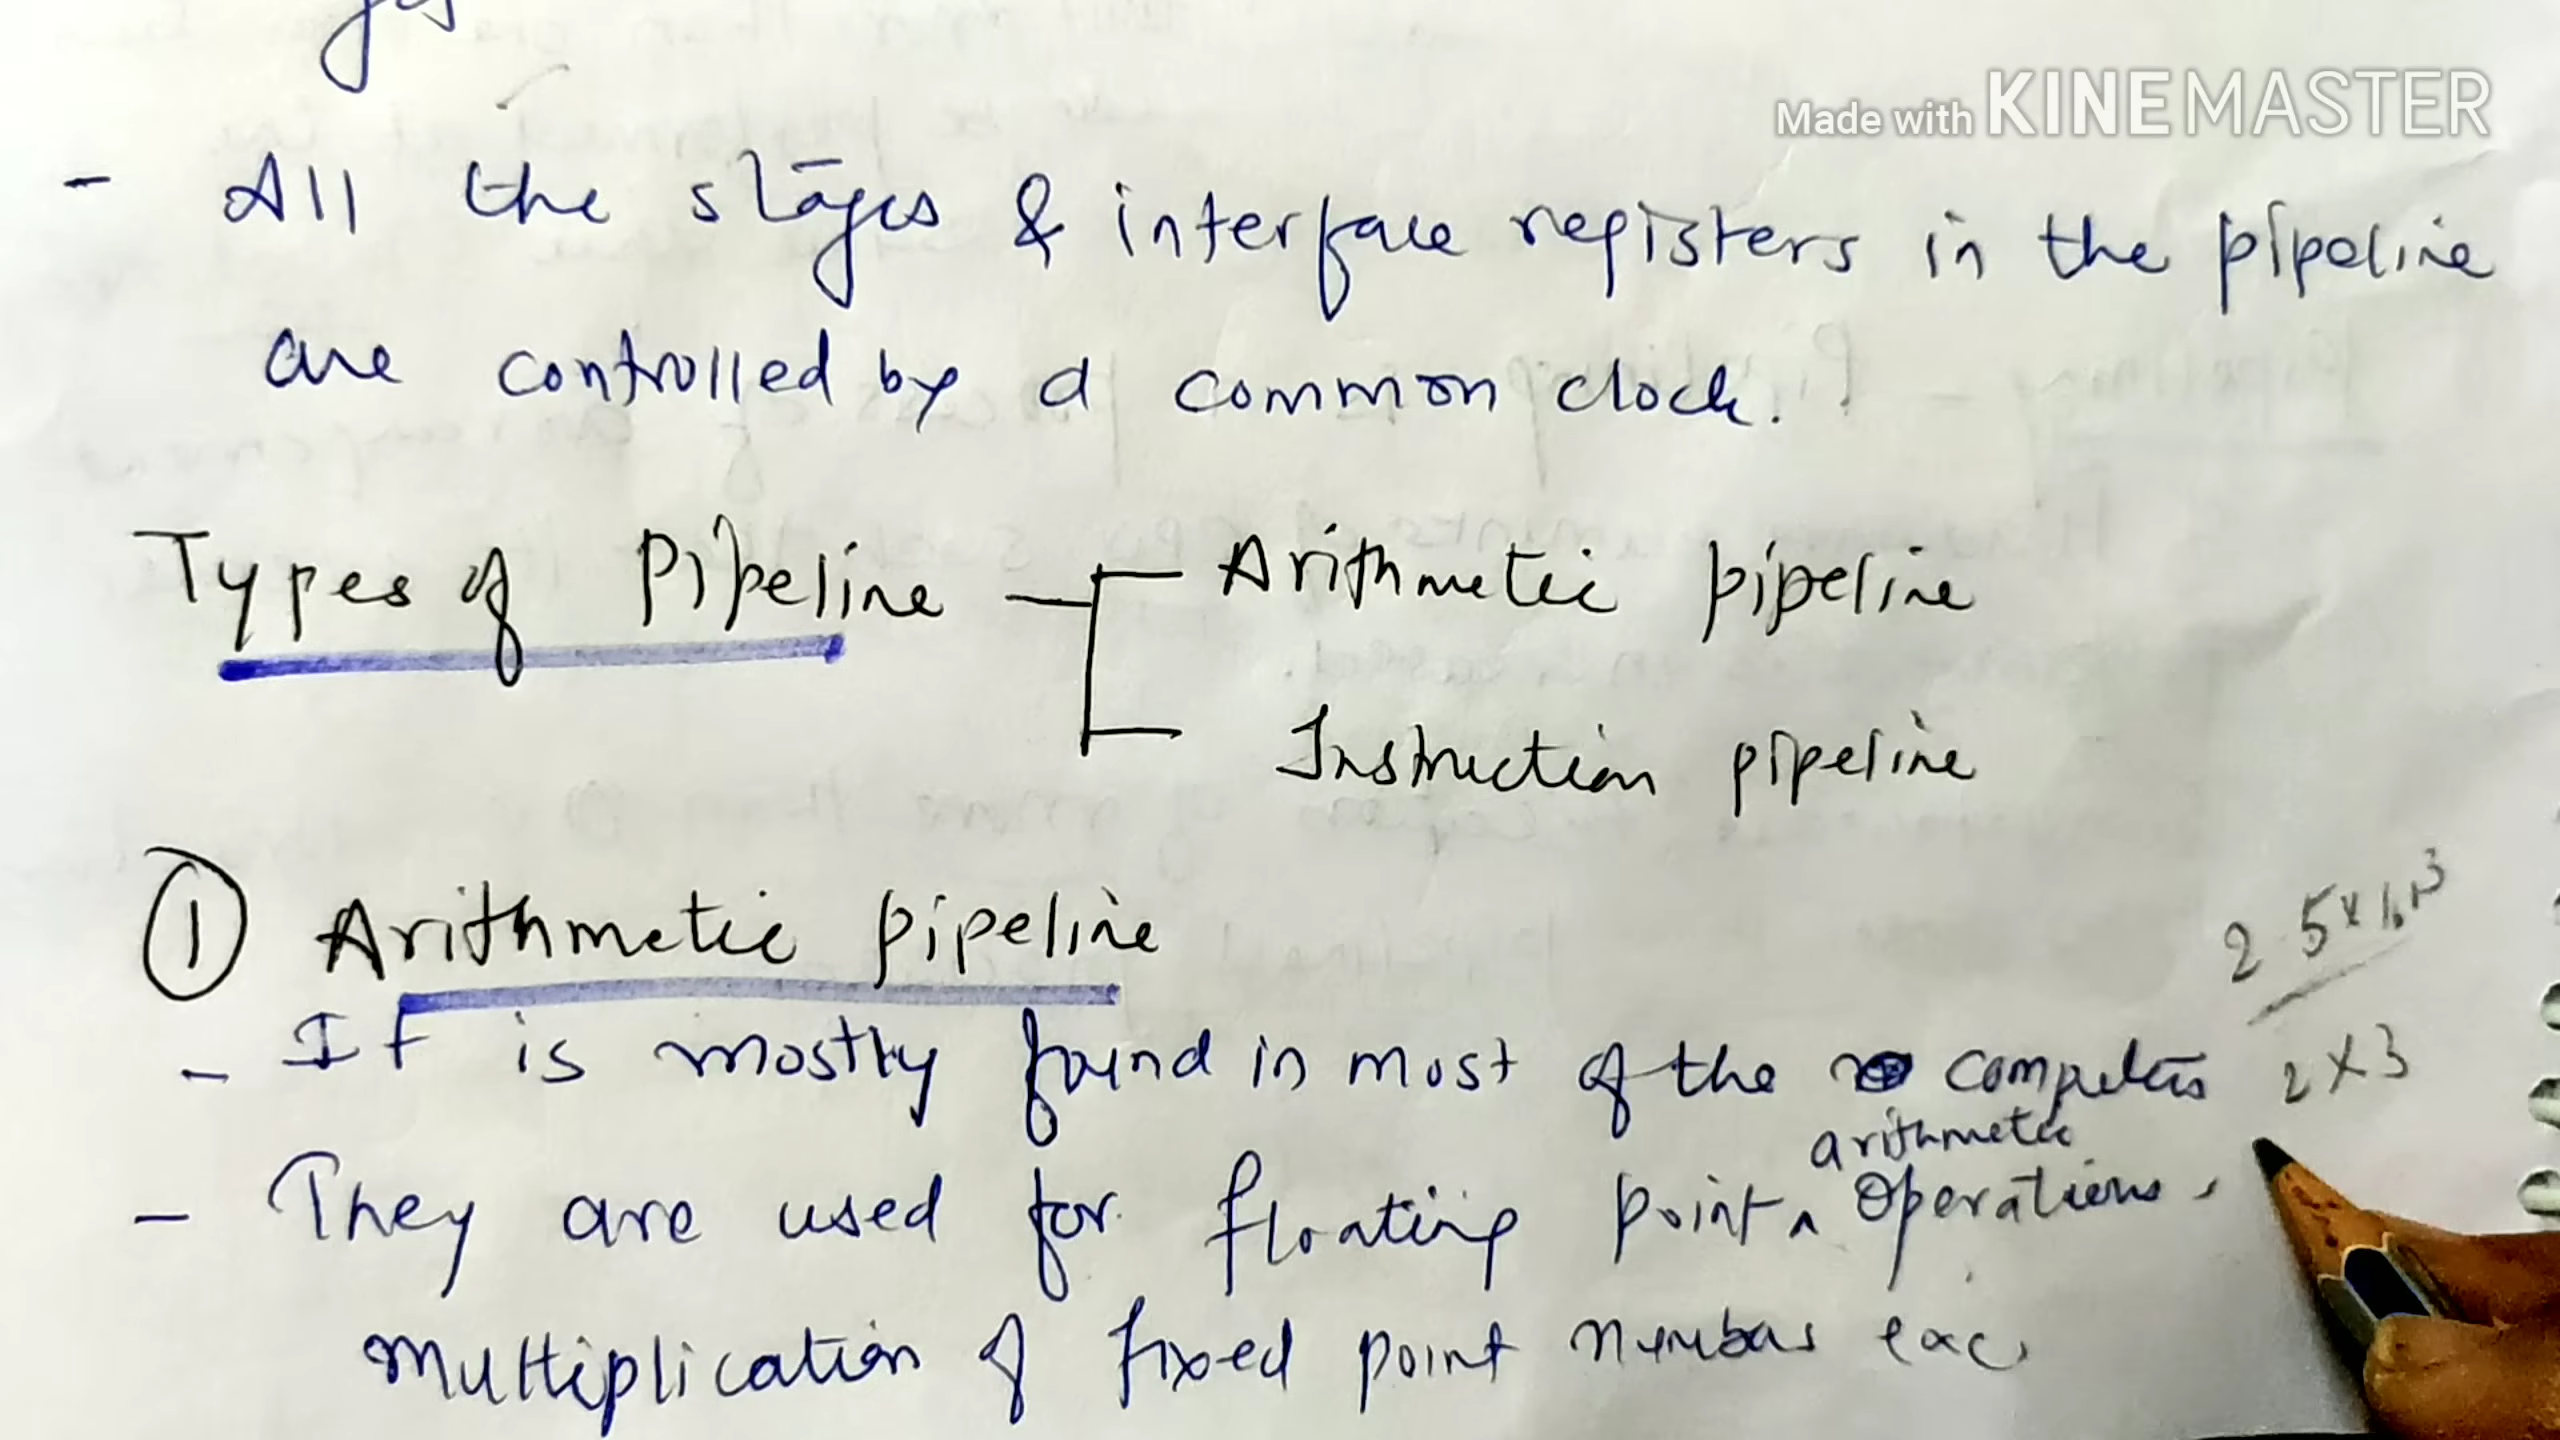 Made with KINEMASTER
- All the stages & interface registers in the pipeline
are controlled by a common clock.
Types of Pipeline - Arithmetic pipeline
Instruction pipeline
① Arithmetic pipeline
2.5 x 10³
- It is mostly found in most of the computers
2 x 3
arithmetic
- They are used for floating point ^ operations,
multiplication of fixed point numbers